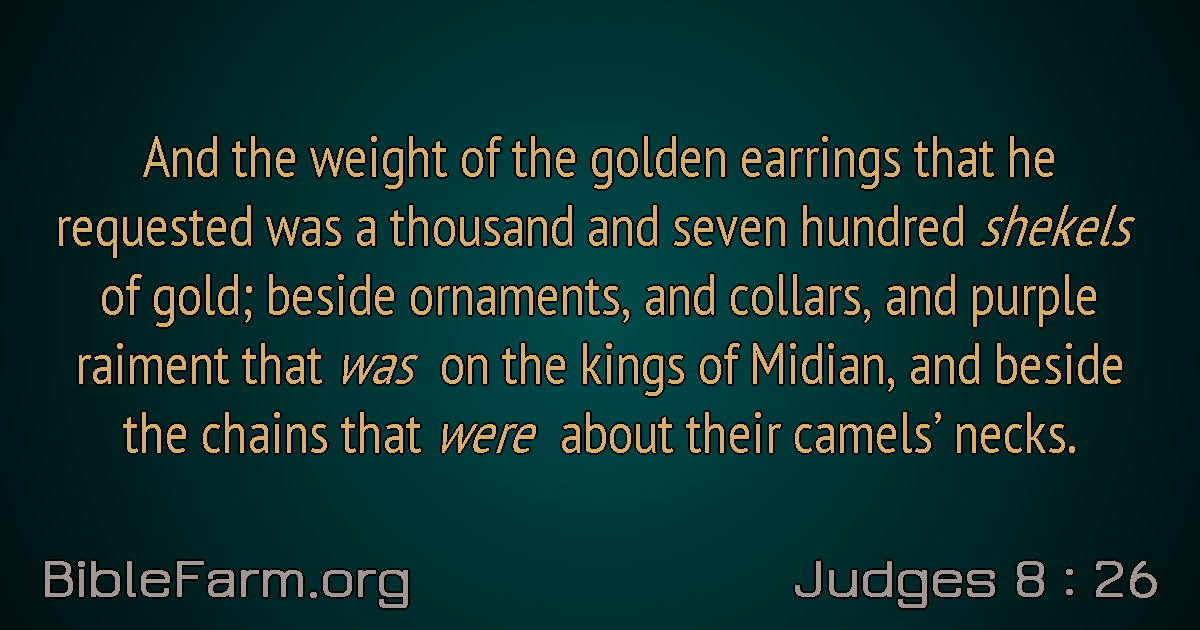 And the weight of the golden earrings that he
requested was a thousand and seven hundred shekels
of gold; beside ornaments, and collars, and purple
raiment that was on the kings of Midian, and beside
the chains that were about their camels’ necks.
BibleFarm.org
Judges 8 : 26